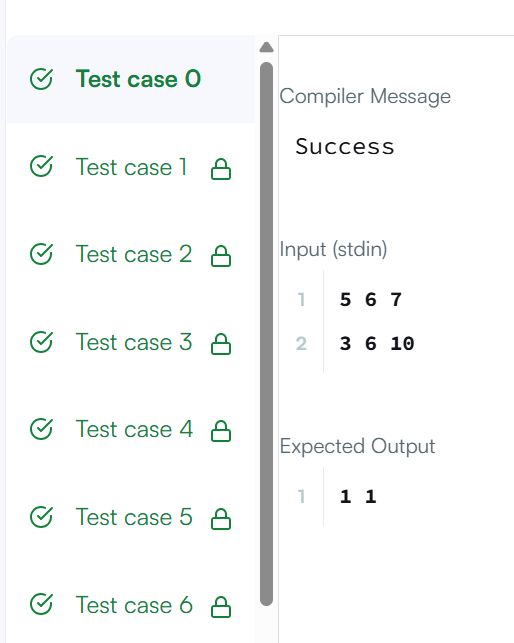 Test case 0
Test case 1
Test case 2
Test case 3
Test case 4
Test case 5
Test case 6
Compiler Message
Success
Input (stdin)
1 5 6 7
2 3 6 10
Expected Output
1 1 1